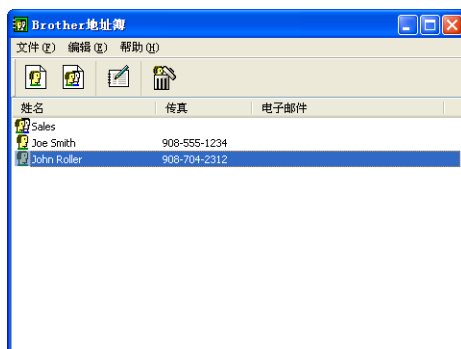 Brother地址簿
文件(F) 编辑(E) 帮助(H)
姓名 传真 电子邮件
Sales
Joe Smith 908-555-1234
John Roller 908-704-2312